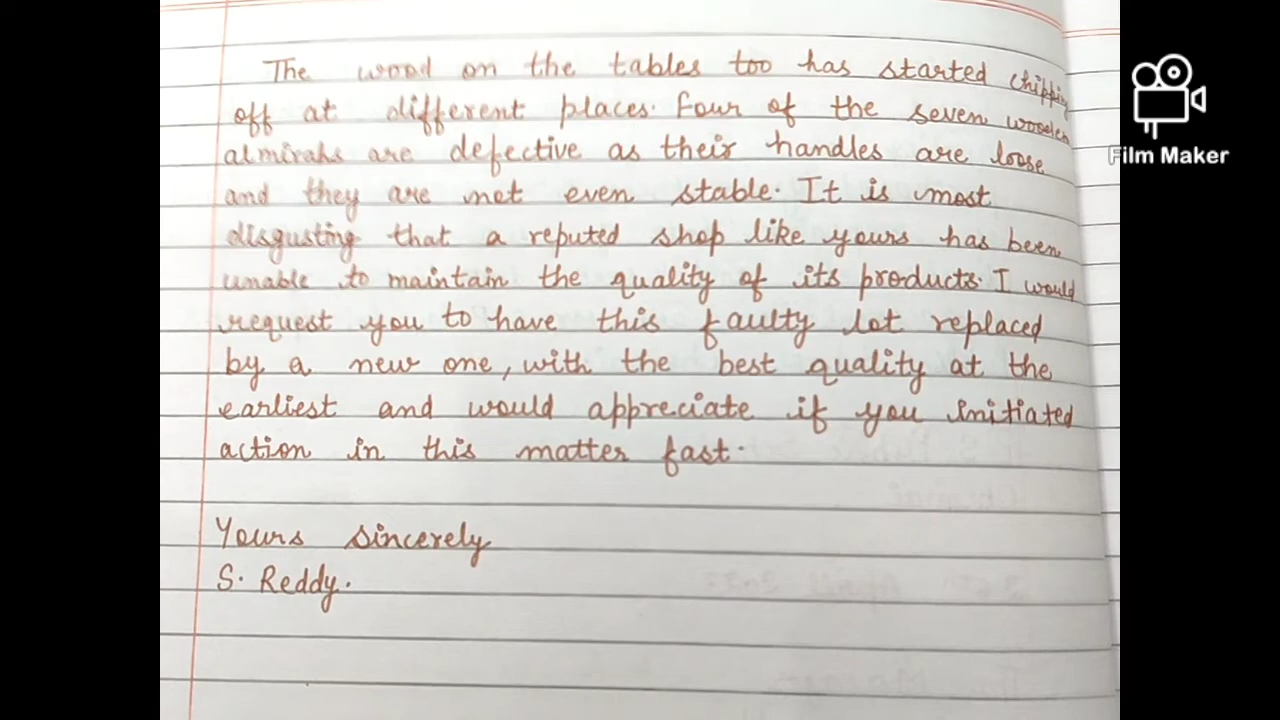 The wood on the tables too has started chipping
off at different places. Four of the seven wooden
almirahs are defective as their handles are loose
and they are not even stable. It is most
disgusting that a reputed shop like yours has been
unable to maintain the quality of its products. I would
request you to have this faulty lot replaced
by a new one, with the best quality at the
earliest and would appreciate if you initiated
action in this matter fast.
Yours sincerely
S. Reddy.
Film Maker